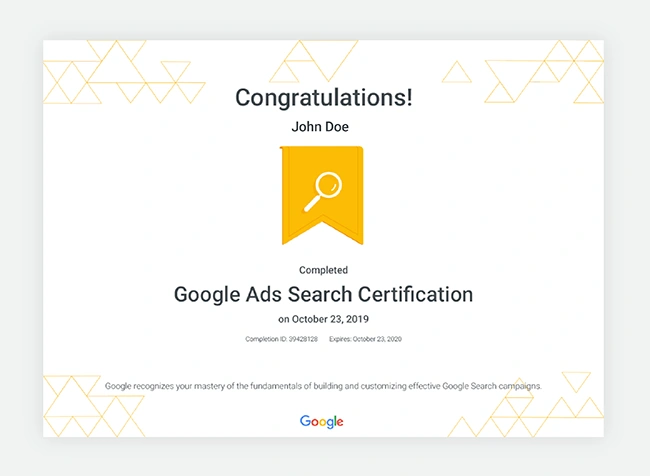 Congratulations!
John Doe
Completed
Google Ads Search Certification
on October 23, 2019
Completion ID: 39428128 Expires: October 23, 2020
Google recognizes your mastery of the fundamentals of building and customizing effective Google Search campaigns.
Google